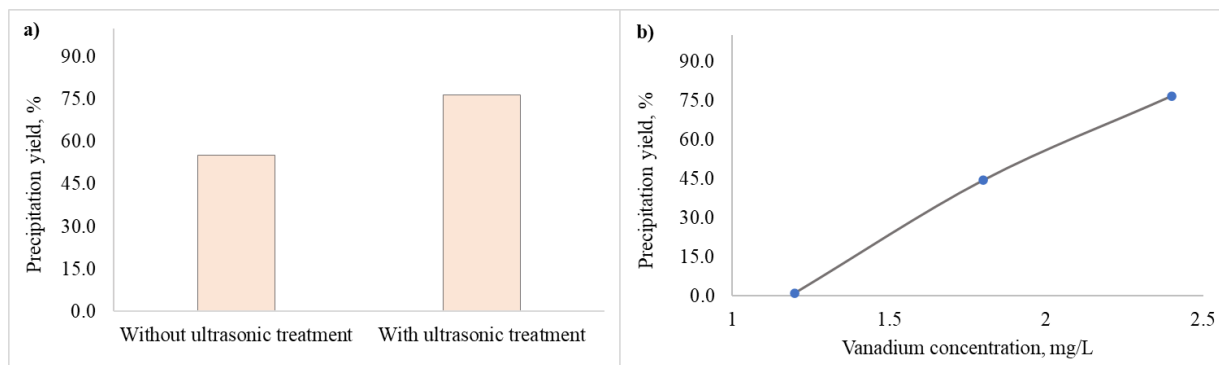 a)
Precipitation yield, %
90.0
75.0
60.0
45.0
30.0
15.0
0.0
Without ultrasonic treatment
With ultrasonic treatment
b)
Precipitation yield, %
90.0
75.0
60.0
45.0
30.0
15.0
0.0
1
1.5
2
2.5
Vanadium concentration, mg/L